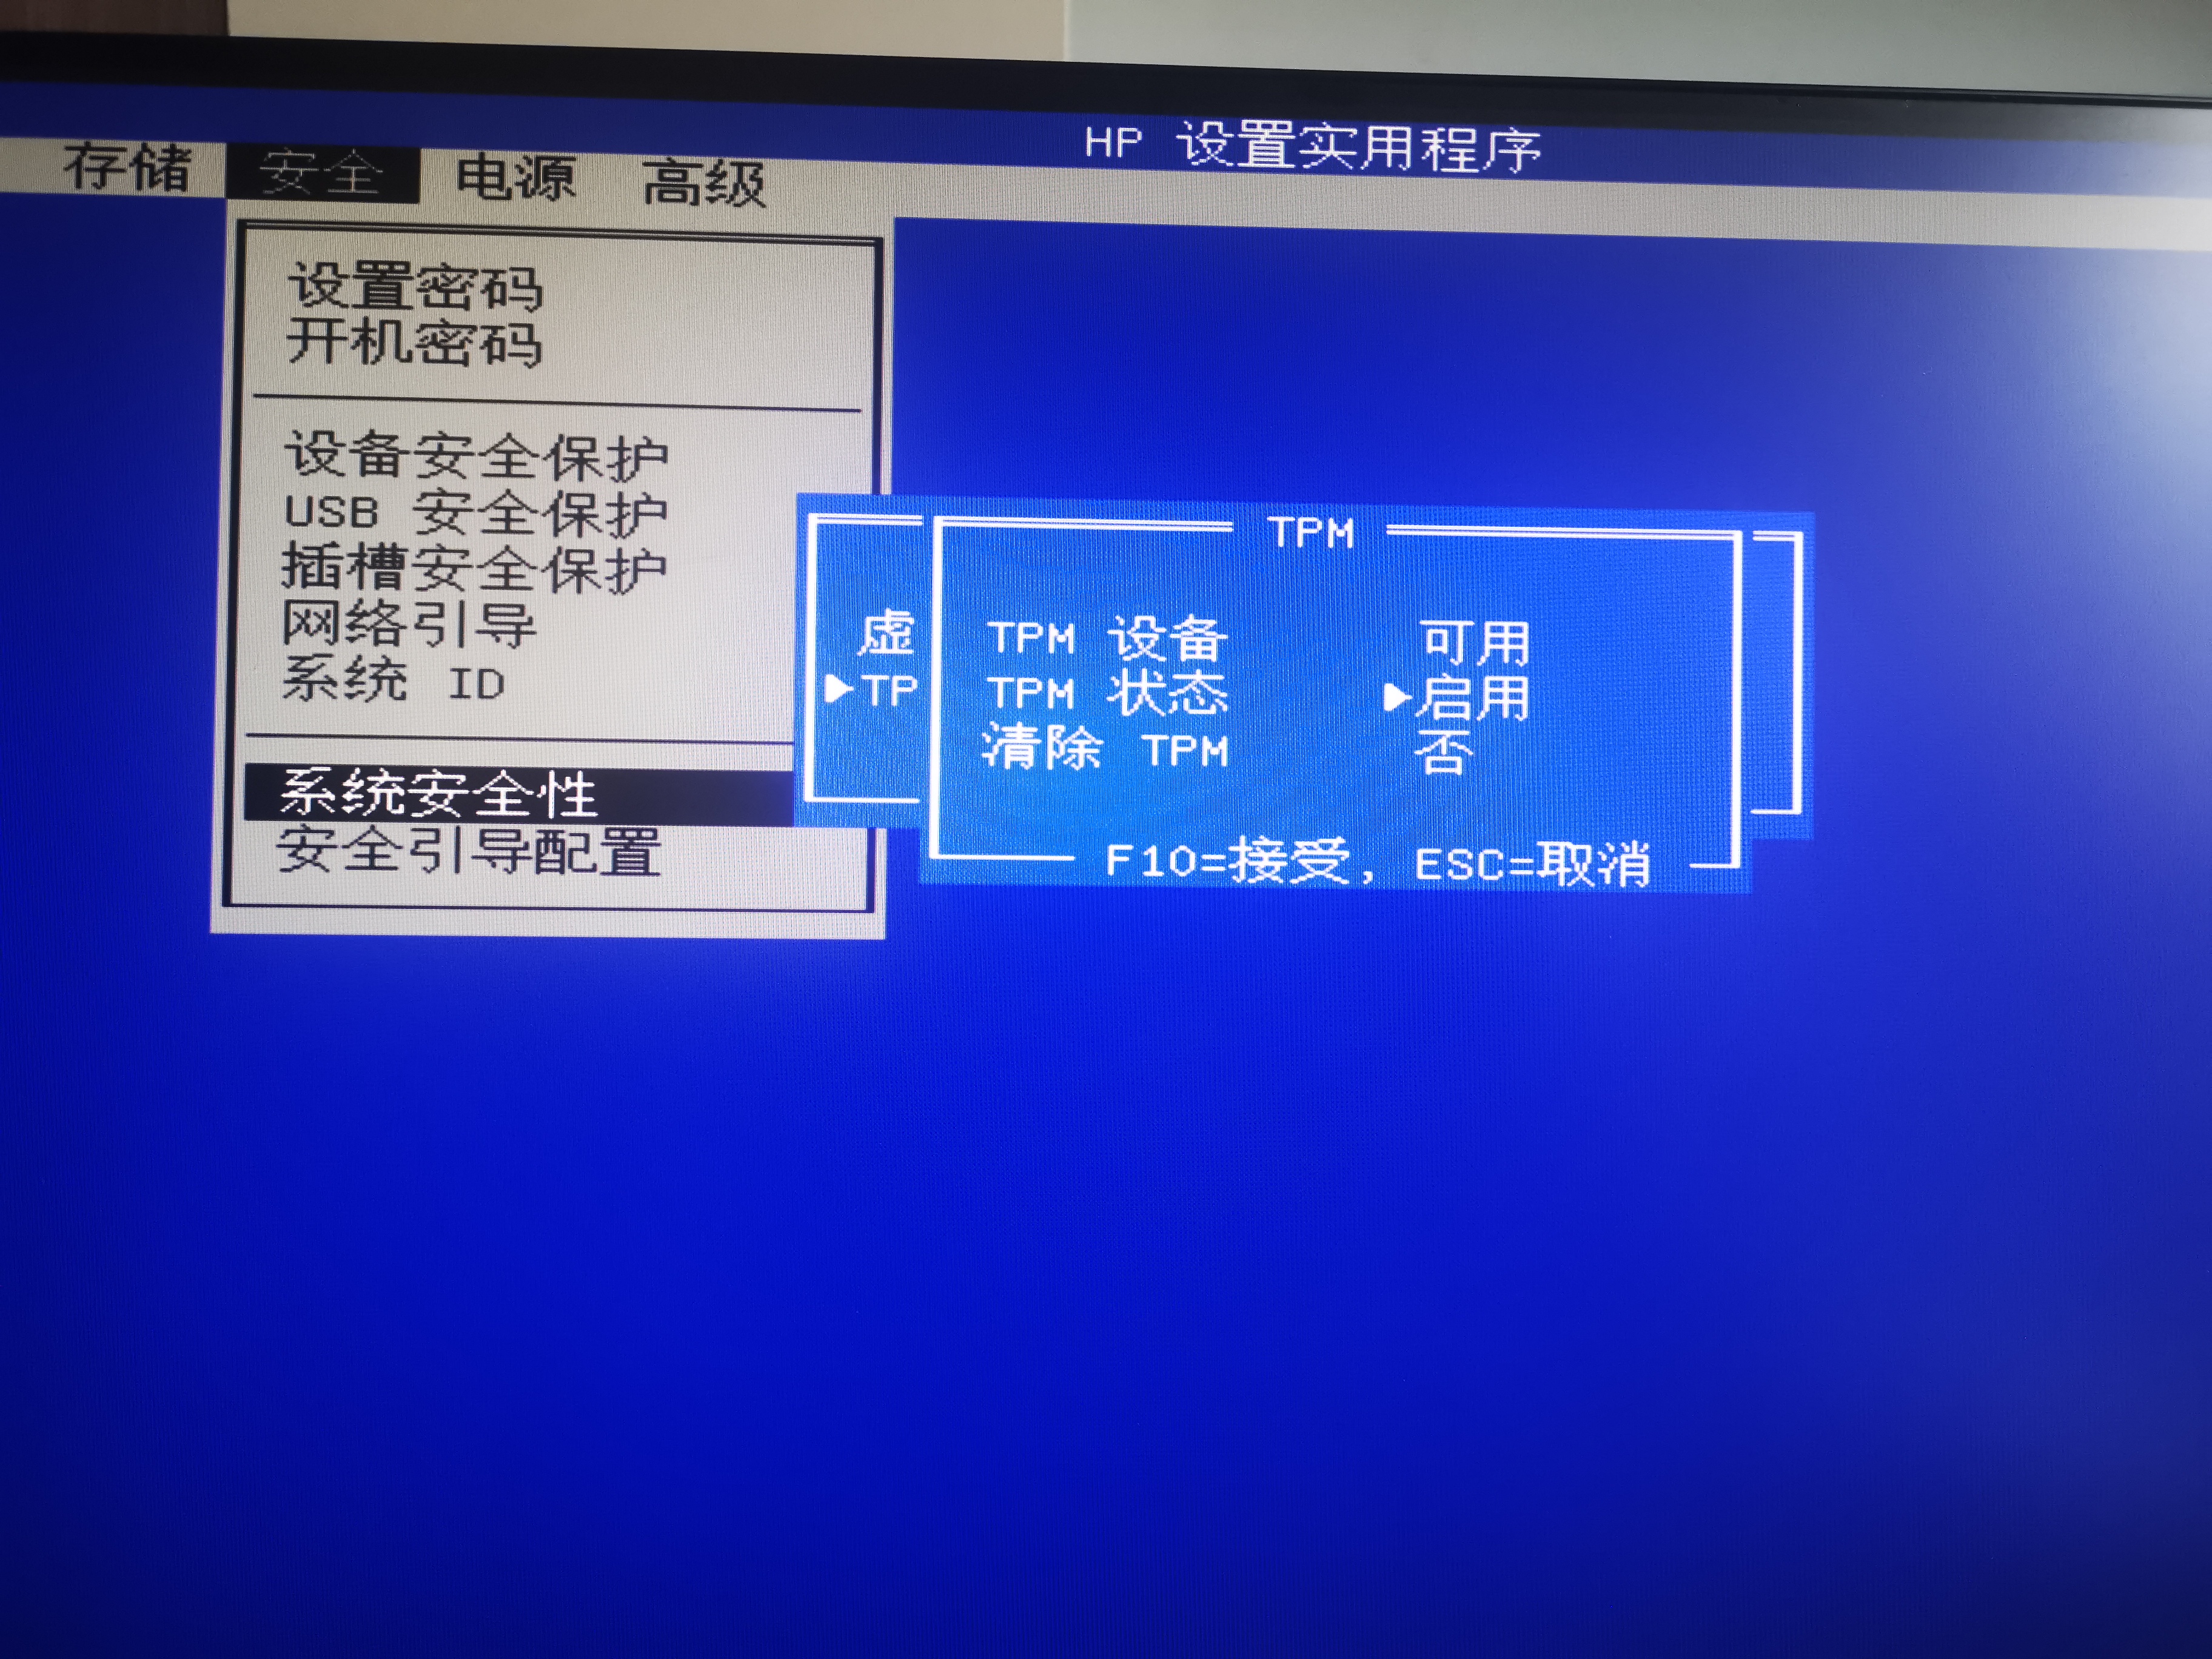 HP 设置实用程序
存储 安全 电源 高级
设置密码
开机密码
设备安全保护
USB 安全保护
插槽安全保护
网络引导
系统 ID
系统安全性
安全引导配置
虚
▶TP
TPM
TPM 设备 可用
TPM 状态 ▶启用
清除 TPM 否
F10=接受, ESC=取消